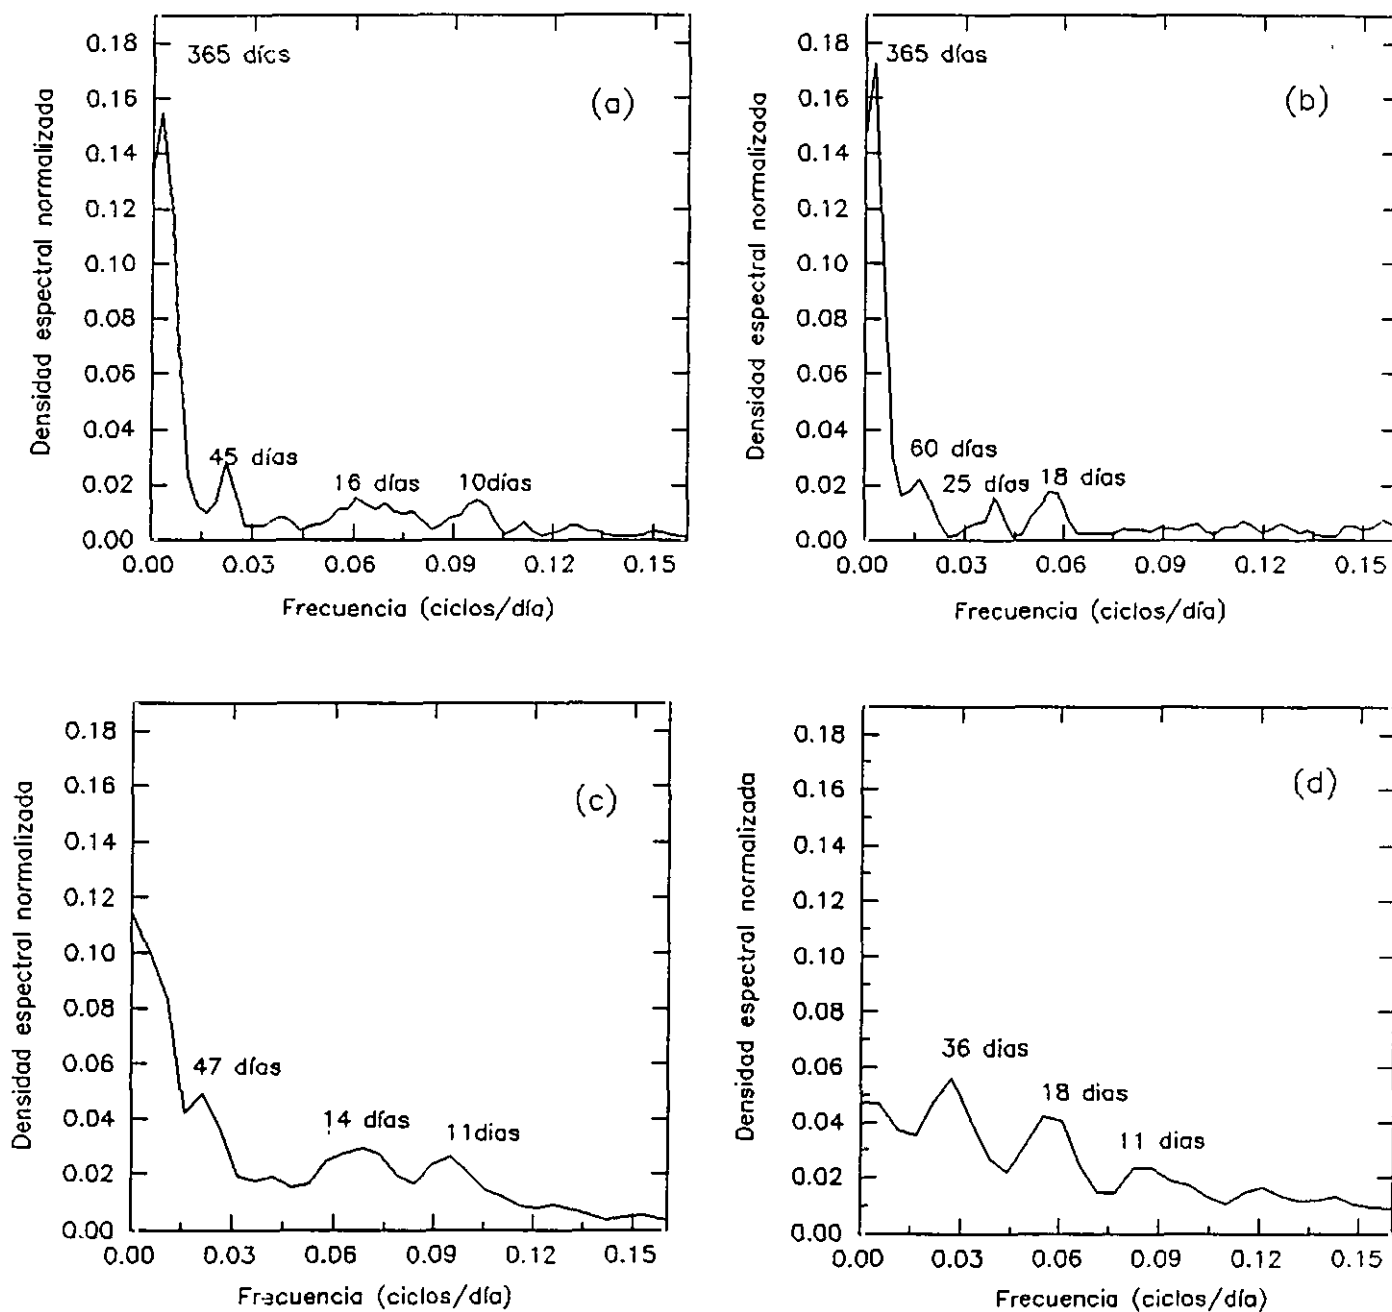 0.18
0.16
0.14
0.12
0.10
0.08
0.06
0.04
0.02
0.00
Densidad espectral normalizada
365 dícs
(a)
45 días
16 días
10días
0.00 0.03 0.06 0.09 0.12 0.15
Frecuencia (ciclos/día)
0.18
0.16
0.14
0.12
0.10
0.08
0.06
0.04
0.02
0.00
Densidad espectral normalizada
365 días
(b)
60 días
25 días
18 días
0.00 0.03 0.06 0.09 0.12 0.15
Frecuencia (ciclos/día)
0.18
0.16
0.14
0.12
0.10
0.08
0.06
0.04
0.02
0.00
Densidad espectral normalizada
(c)
47 días
14 días
11dias
0.00 0.03 0.06 0.09 0.12 0.15
Frecuencia (ciclos/día)
0.18
0.16
0.14
0.12
0.10
0.08
0.06
0.04
0.02
0.00
Densidad espectral normalizada
(d)
36 dias
18 dias
11 dias
0.00 0.03 0.06 0.09 0.12 0.15
Frecuencia (ciclos/día)